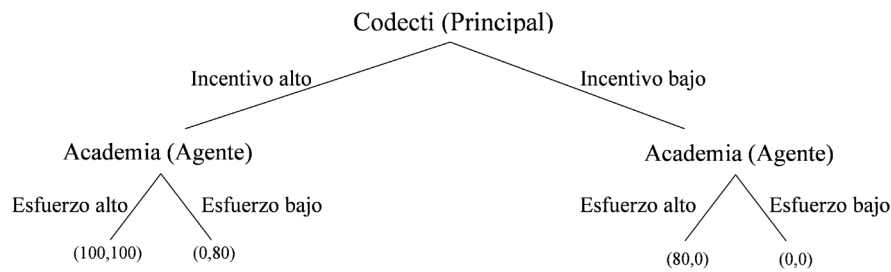 Codecti (Principal)
Incentivo alto
Incentivo bajo
Academia (Agente)
Academia (Agente)
Esfuerzo alto
Esfuerzo bajo
Esfuerzo alto
Esfuerzo bajo
(100,100)
(0,80)
(80,0)
(0,0)